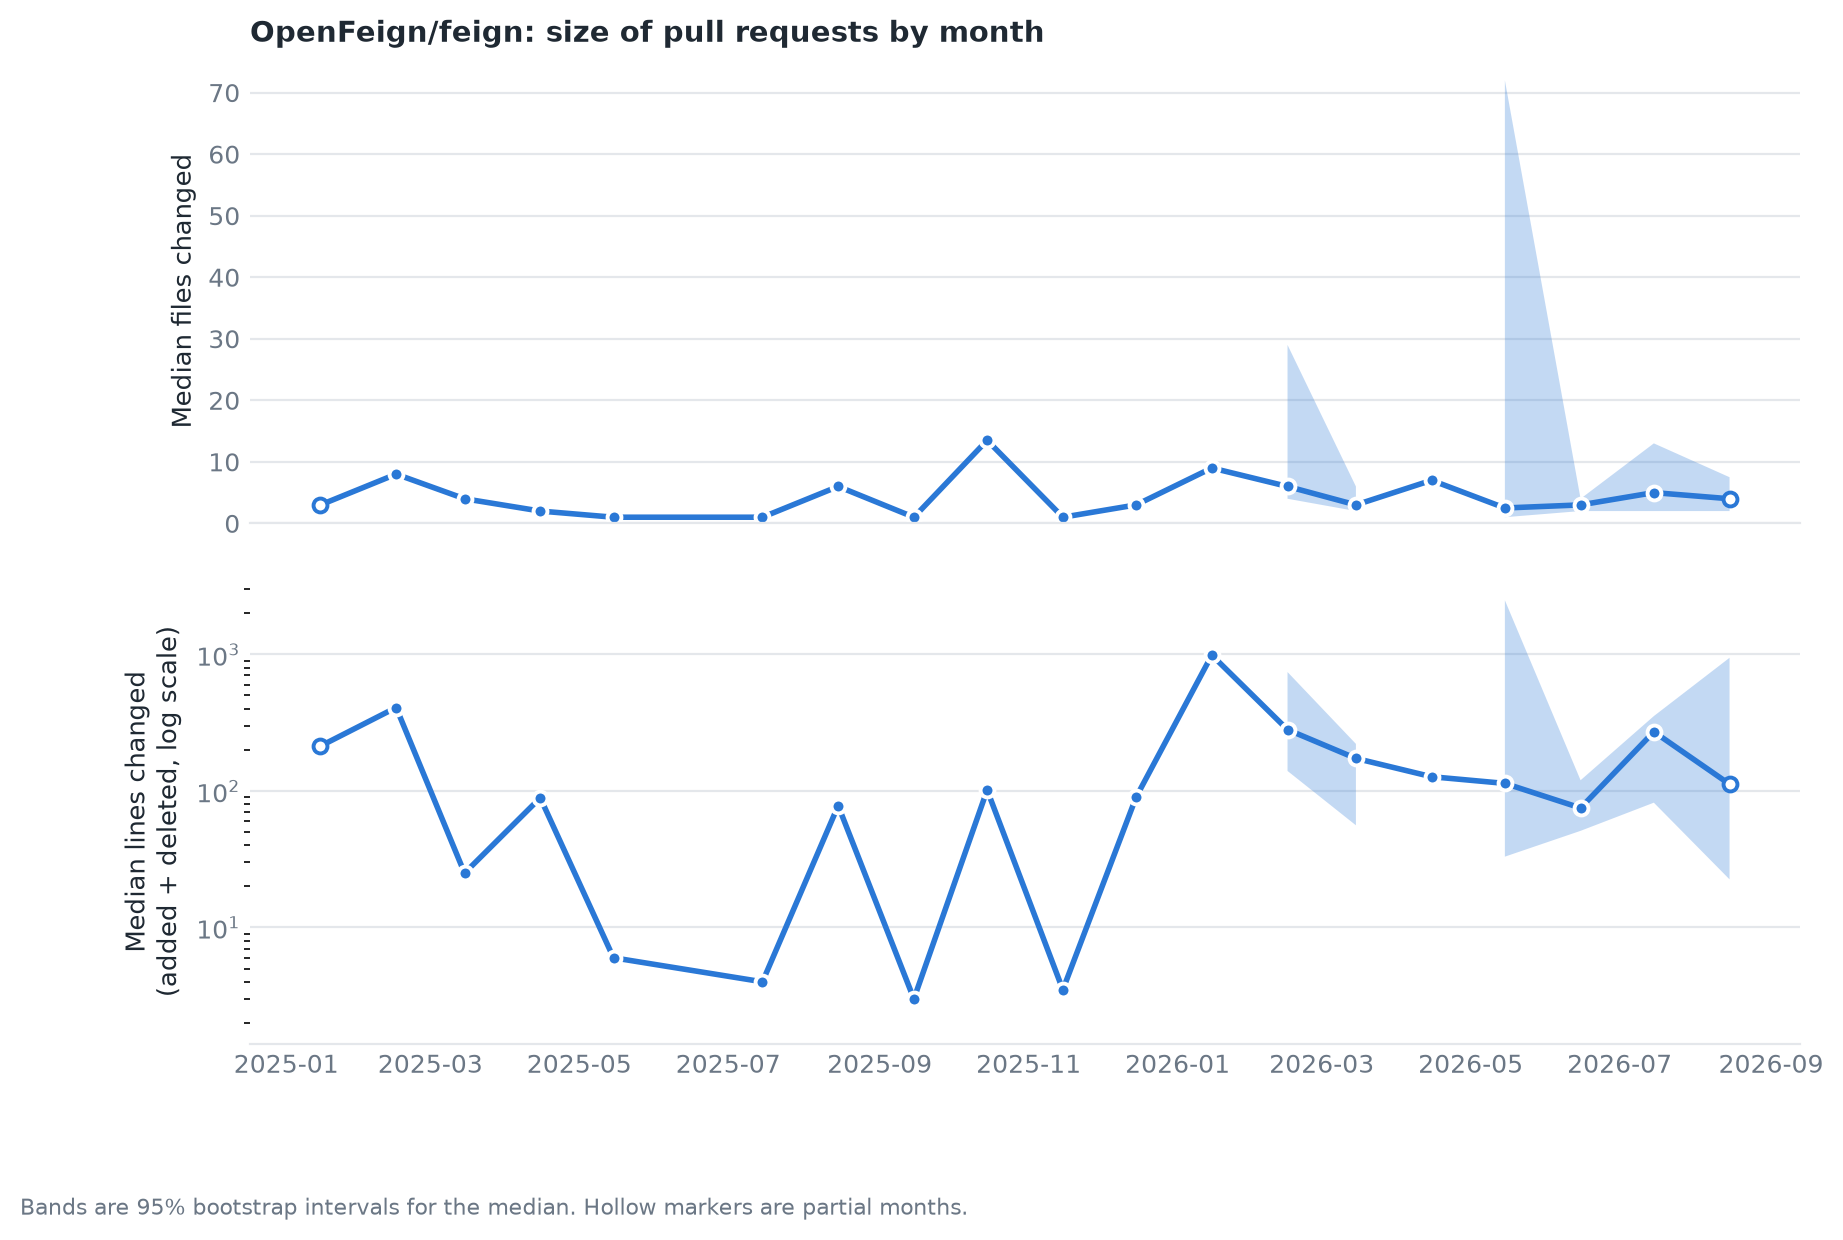 OpenFeign/feign: size of pull requests by month
Median files changed
70
60
50
40
30
20
10
0
Median lines changed
(added + deleted, log scale)
10³
10²
10¹
2025-01 2025-03 2025-05 2025-07 2025-09 2025-11 2026-01 2026-03 2026-05 2026-07 2026-09
Bands are 95% bootstrap intervals for the median. Hollow markers are partial months.